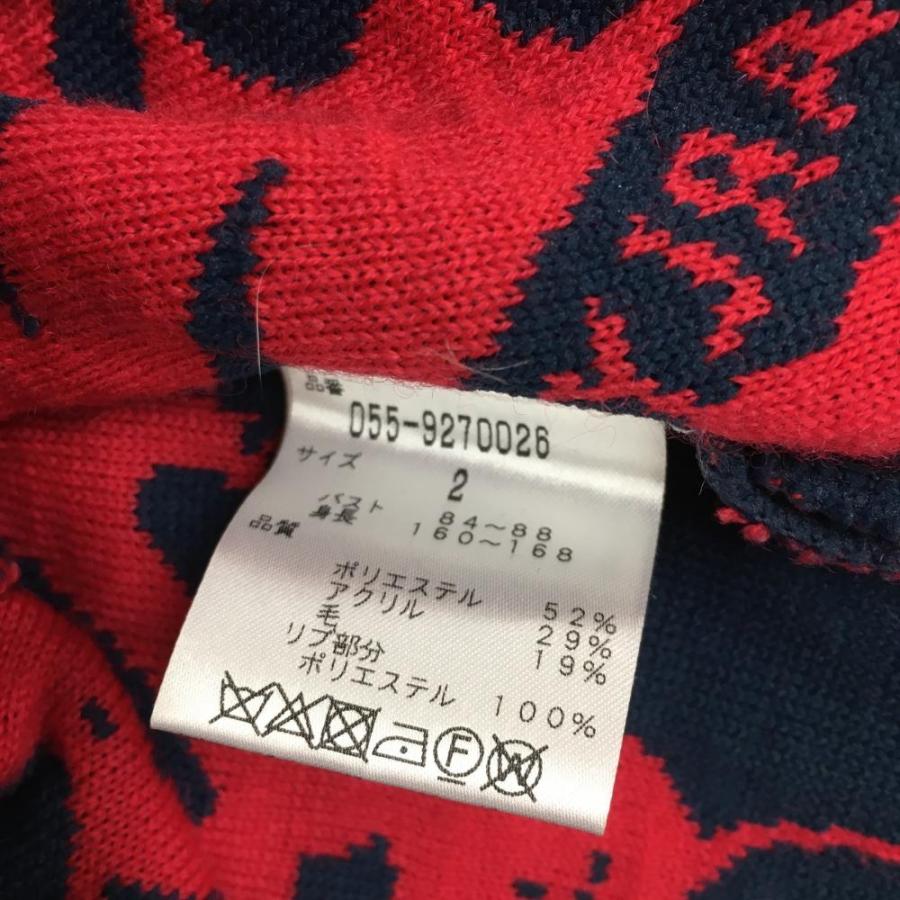 品番
055-9270026
サイズ
2
バスト 84～88
身長 160～168
品質
ポリエステル 52%
アクリル 29%
毛 19%
リブ部分
ポリエステル 100%
F W